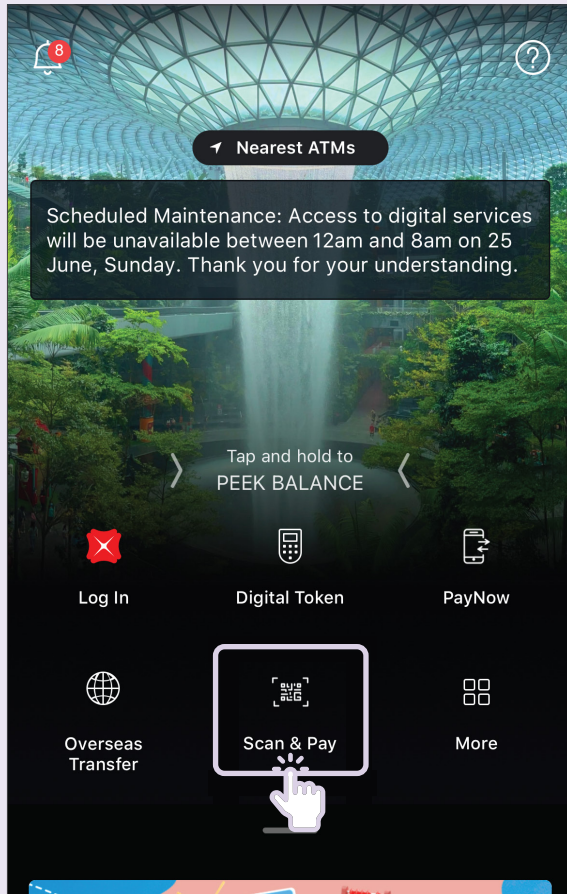 8
?
Nearest ATMs
Scheduled Maintenance: Access to digital services
will be unavailable between 12am and 8am on 25
June, Sunday. Thank you for your understanding.
Tap and hold to
PEEK BALANCE
Log In
Digital Token
PayNow
Overseas
Transfer
Scan & Pay
More